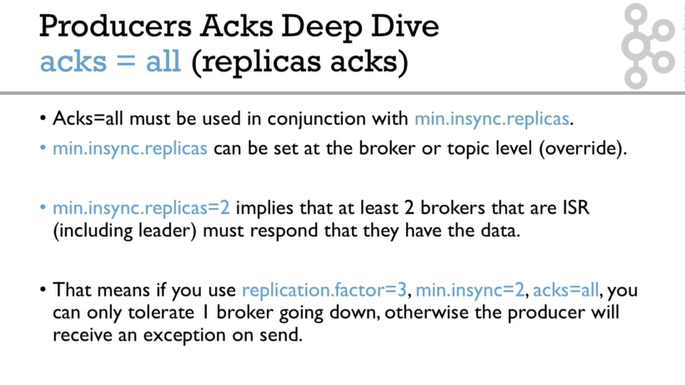 Producers Acks Deep Dive
acks = all (replicas acks)
• Acks=all must be used in conjunction with min.insync.replicas.
• min.insync.replicas can be set at the broker or topic level (override).
• min.insync.replicas=2 implies that at least 2 brokers that are ISR
(including leader) must respond that they have the data.
• That means if you use replication.factor=3, min.insync=2, acks=all, you
can only tolerate 1 broker going down, otherwise the producer will
receive an exception on send.